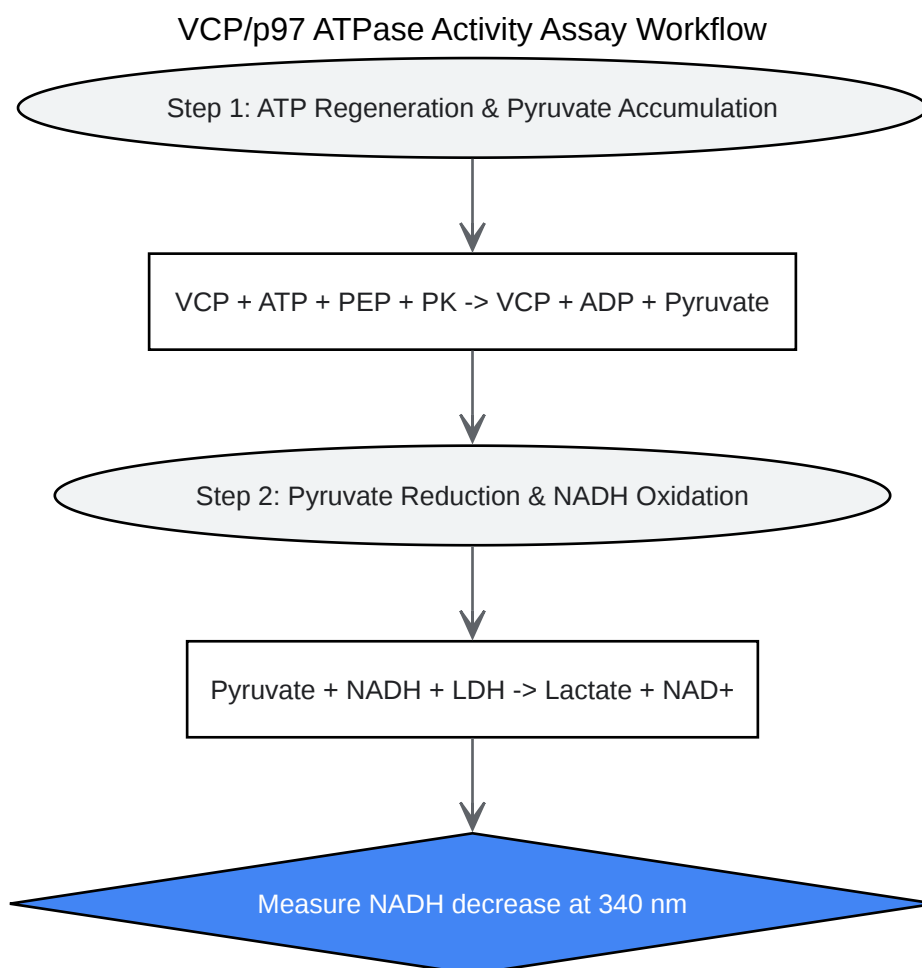 VCP/p97 ATPase Activity Assay Workflow
Step 1: ATP Regeneration & Pyruvate Accumulation
VCP + ATP + PEP + PK -> VCP + ADP + Pyruvate
Step 2: Pyruvate Reduction & NADH Oxidation
Pyruvate + NADH + LDH -> Lactate + NAD+
Measure NADH decrease at 340 nm